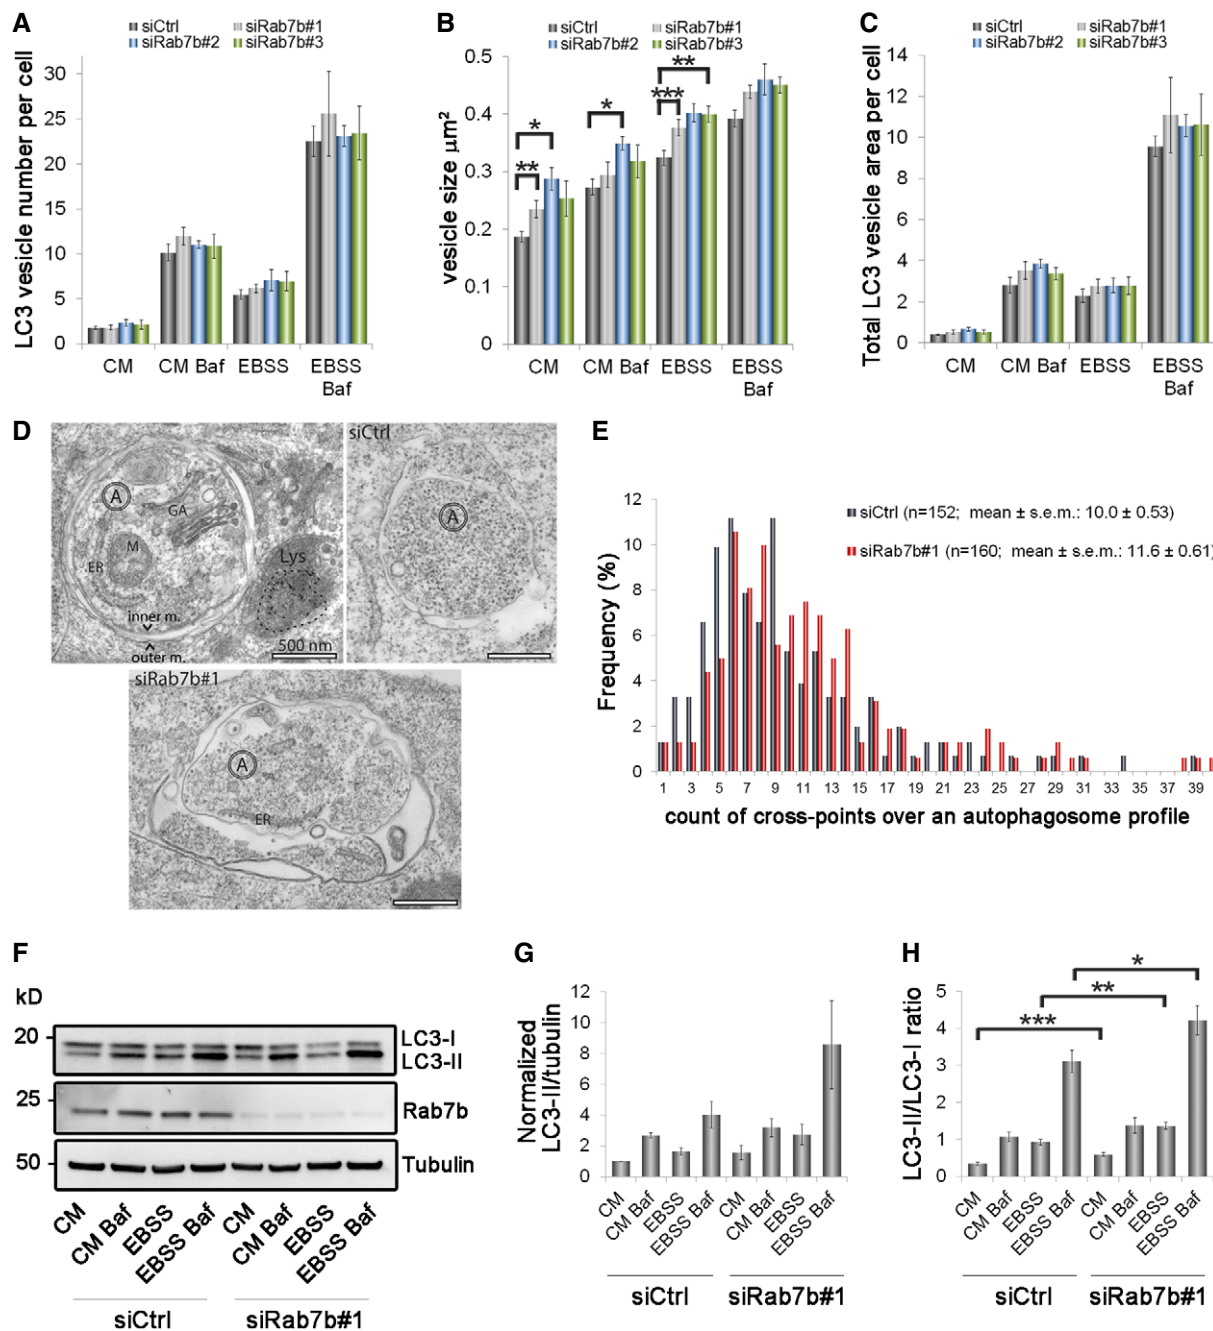 A
siCtrl
siRab7b#1
siRab7b#2
siRab7b#3
LC3 vesicle number per cell
30
25
20
15
10
5
0
CM
CM Baf
EBSS
EBSS
Baf
B
siCtrl
siRab7b#1
siRab7b#2
siRab7b#3
vesicle size µm²
0.5
0.4
0.3
0.2
0.1
0
*
**
*
***
**
CM
CM Baf
EBSS
EBSS
Baf
C
siCtrl
siRab7b#1
siRab7b#2
siRab7b#3
Total LC3 vesicle area per cell
14
12
10
8
6
4
2
0
CM
CM Baf
EBSS
EBSS
Baf
D
A
GA
M
ER
Lys
inner m.
outer m.
500 nm
siCtrl
A
siRab7b#1
A
ER
E
Frequency (%)
12
10
8
6
4
2
0
siCtrl (n=152; mean ± s.e.m.: 10.0 ± 0.53)
siRab7b#1 (n=160; mean ± s.e.m.: 11.6 ± 0.61)
1 3 5 7 9 11 13 15 17 19 21 23 25 27 29 31 33 35 37 39
count of cross-points over an autophagosome profile
F
kD
20
25
50
LC3-I
LC3-II
Rab7b
Tubulin
CM
CM Baf
EBSS
EBSS Baf
CM
CM Baf
EBSS
EBSS Baf
siCtrl
siRab7b#1
G
Normalized
LC3-II/tubulin
12
10
8
6
4
2
0
CM
CM Baf
EBSS
EBSS Baf
CM
CM Baf
EBSS
EBSS Baf
siCtrl
siRab7b#1
H
LC3-II/LC3-I ratio
5
4
3
2
1
0
***
**
*
CM
CM Baf
EBSS
EBSS Baf
CM
CM Baf
EBSS
EBSS Baf
siCtrl
siRab7b#1